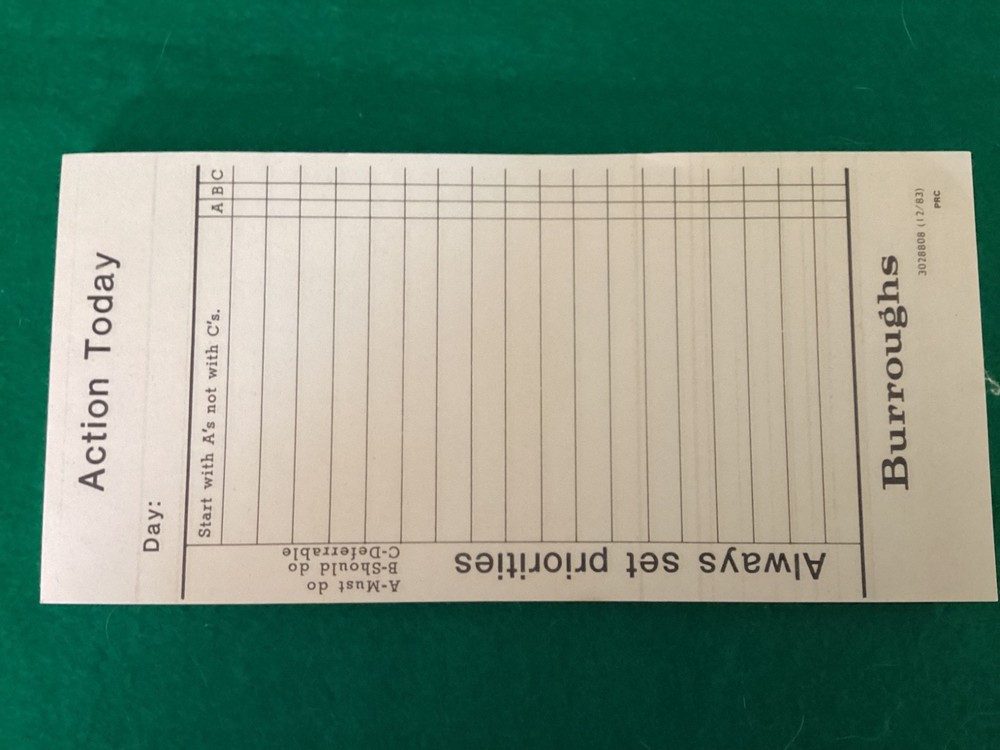 Action Today
Day:
Start with A's not with C's.
A B C
Always set priorities
A-Must do
B-Should do
C-Deferrable
Burroughs
3028808 (12/83)
PRC